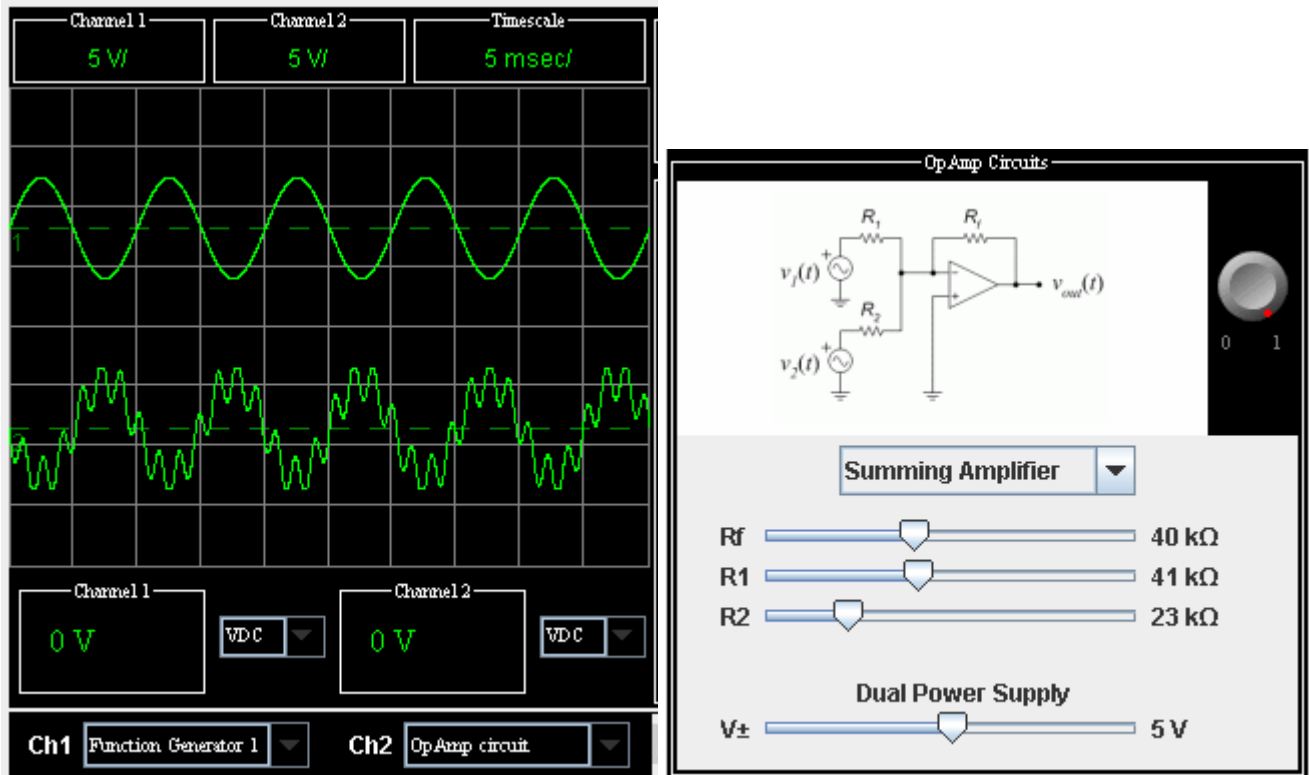 Channel 1
Channel 2
Timescale
5 V/
5 V/
5 msec/
1
2
Channel 1
Channel 2
0 V
VDC
0 V
VDC
Ch1
Function Generator 1
Ch2
OpAmp circuit
OpAmp Circuits
R1
Rf
v1(t)
+
-
+
vout(t)
R2
v2(t)
+
0 1
Summing Amplifier
Rf 40 kΩ
R1 41 kΩ
R2 23 kΩ
Dual Power Supply
V± 5 V